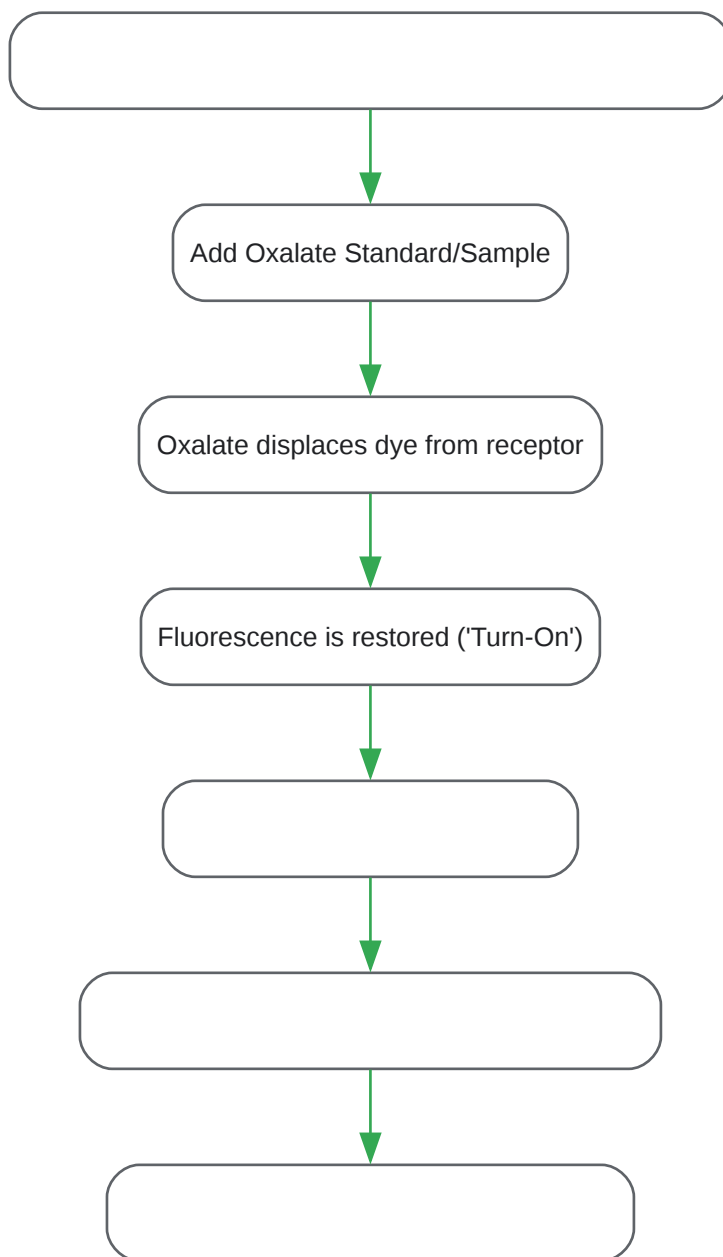 Add Oxalate Standard/Sample
Oxalate displaces dye from receptor
Fluorescence is restored ('Turn-On')